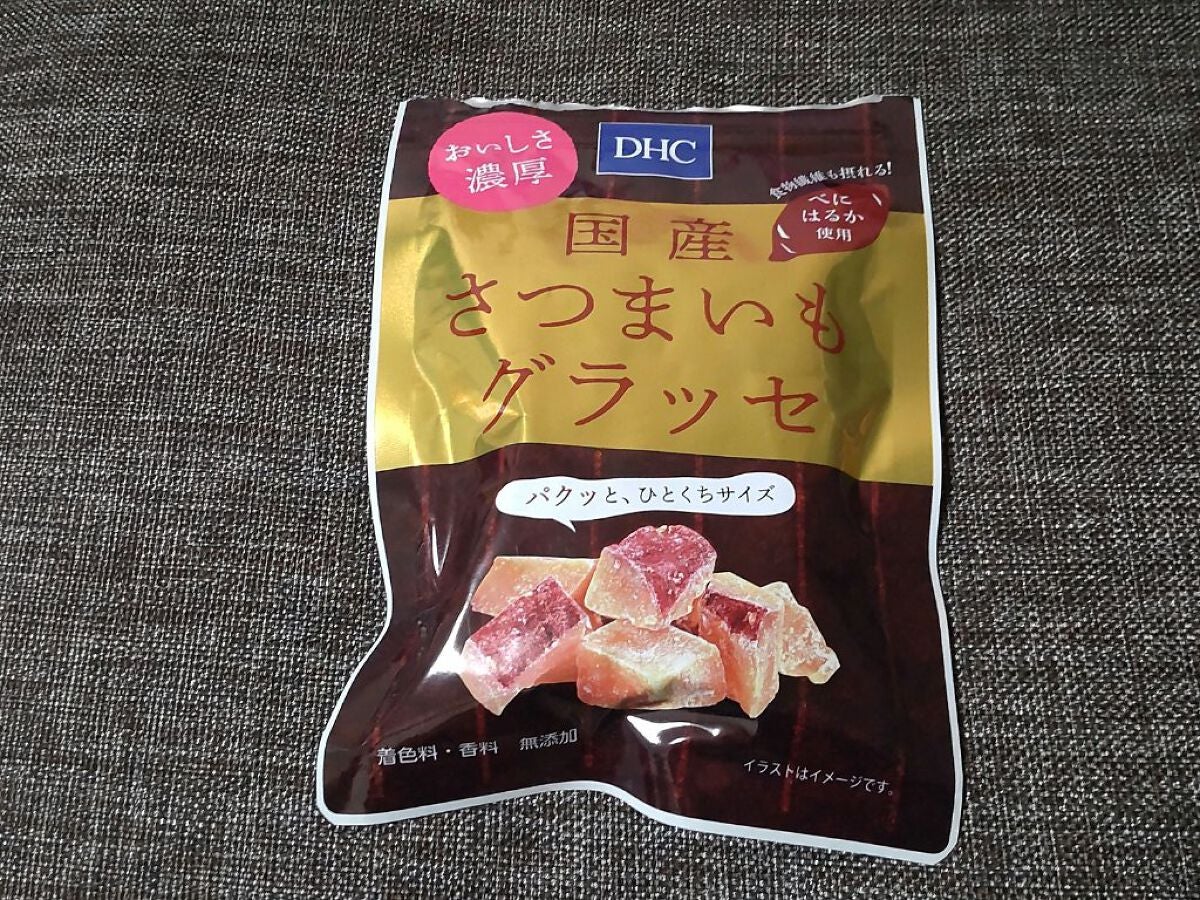 おいしさ
濃厚
DHC
食物繊維も摂れる!
べに
はるか
使用
国産
さつまいも
グラッセ
パクッと、ひとくちサイズ
着色料・香料 無添加
イラストはイメージです。